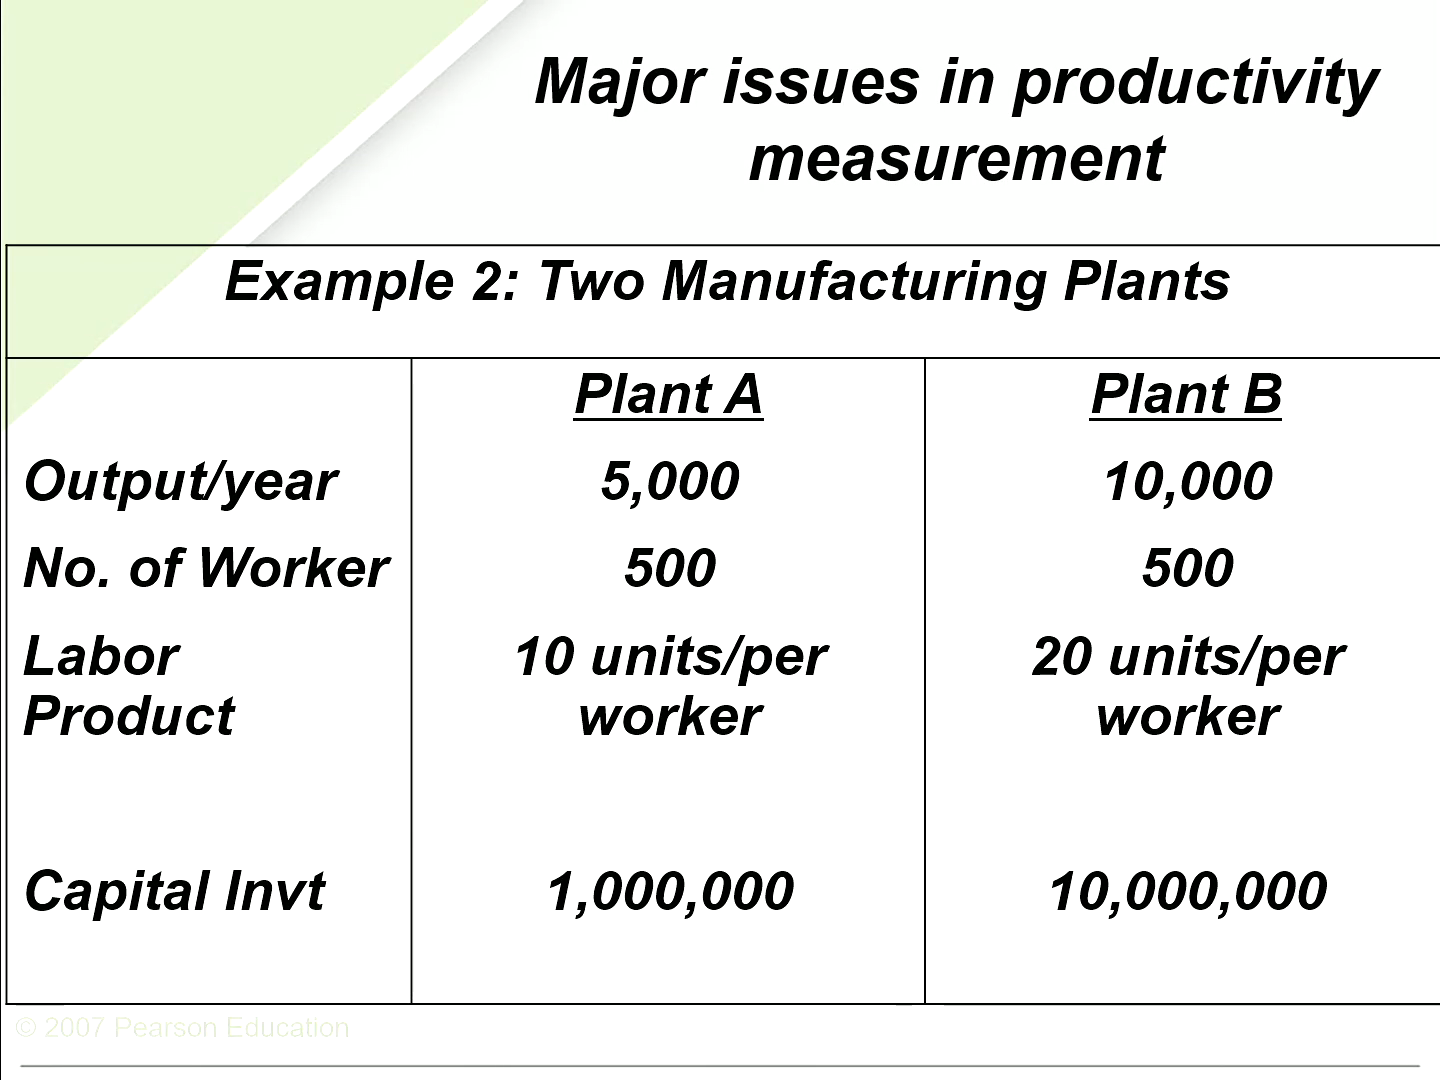 Major issues in productivity
measurement
Example 2: Two Manufacturing Plants
Plant A Plant B
Output/year 5,000 10,000
No. of Worker 500 500
Labor 10 units/per 20 units/per
Product worker worker
Capital Invt 1,000,000 10,000,000
© 2007 Pearson Education